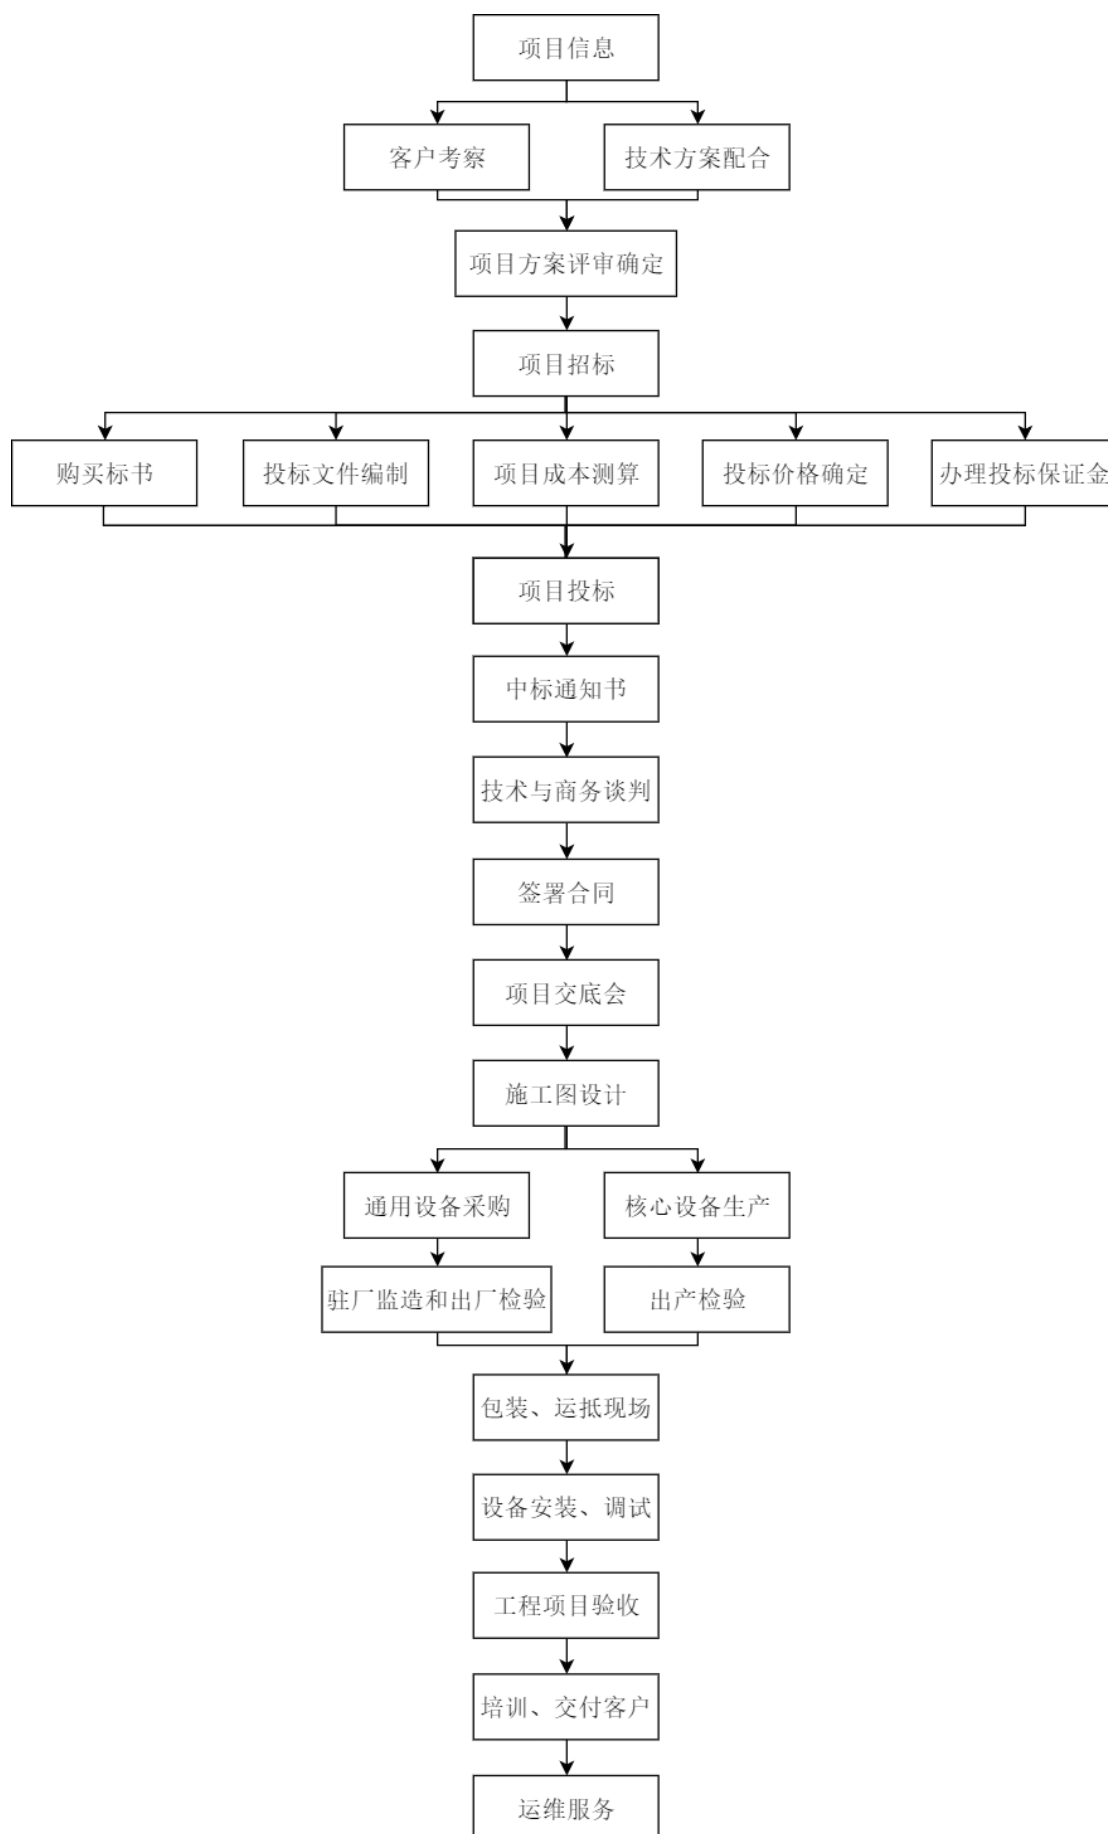 项目信息
客户考察
技术方案配合
项目方案评审确定
项目招标
购买标书
投标文件编制
项目成本测算
投标价格确定
办理投标保证金
项目投标
中标通知书
技术与商务谈判
签署合同
项目交底会
施工图设计
通用设备采购
核心设备生产
驻厂监造和出厂检验
出产检验
包装、运抵现场
设备安装、调试
工程项目验收
培训、交付客户
运维服务